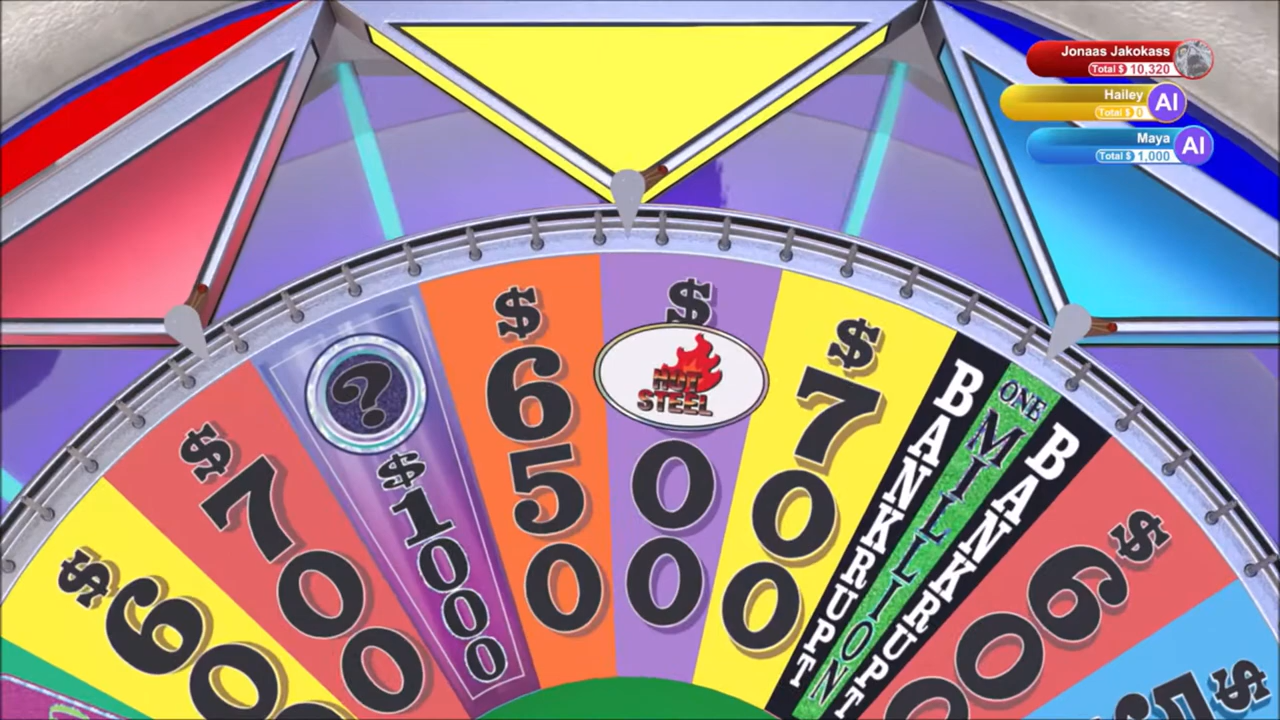 Jonaas Jakokass
Total $ 10,320
Hailey
AI
Total $ 0
Maya
AI
Total $ 1,000
$600
$700
?
$1000
$650
$
HOT
STEEL
00
$700
BANKRUPT
ONE
MILLION
BANKRUPT
$900